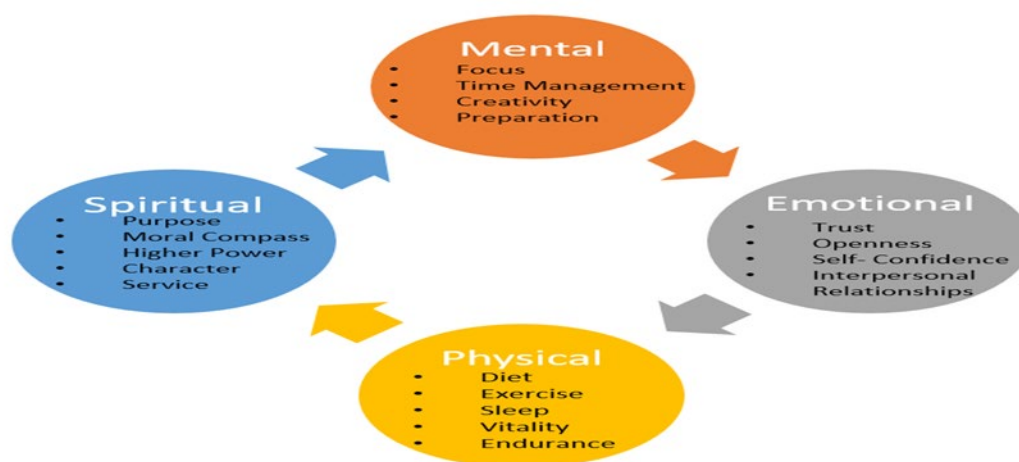 Mental
• Focus
• Time Management
• Creativity
• Preparation
Emotional
• Trust
• Openness
• Self- Confidence
• Interpersonal
Relationships
Physical
• Diet
• Exercise
• Sleep
• Vitality
• Endurance
Spiritual
• Purpose
• Moral Compass
• Higher Power
• Character
• Service